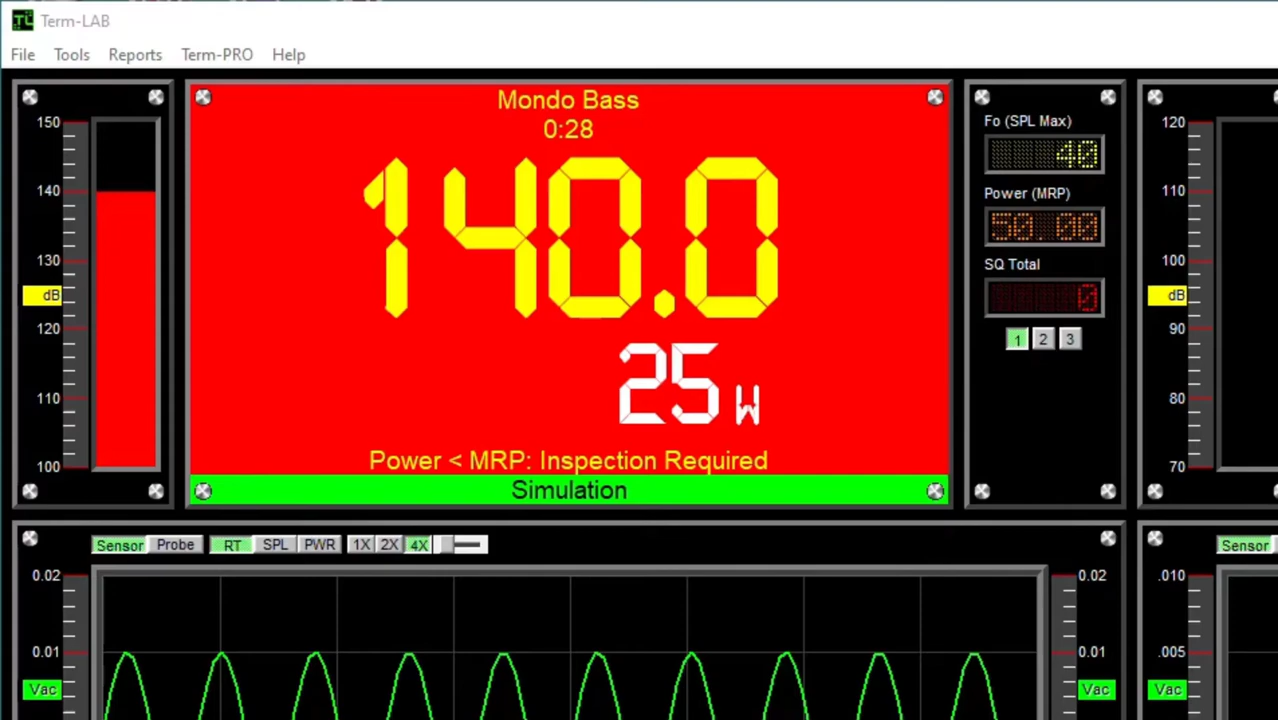 Term-LAB
File Tools Reports Term-PRO Help
150
140
130
dB
120
110
100
Mondo Bass
0:28
140.0
25 W
Power < MRP: Inspection Required
Simulation
Fo (SPL Max)
40
Power (MRP)
50.00
SQ Total
0
1 2 3
120
110
100
dB
90
80
70
Sensor Probe RT SPL PWR 1X 2X 4X
0.02
0.01
Vac
0.02
0.01
Vac
Sensor
.010
.005
Vac